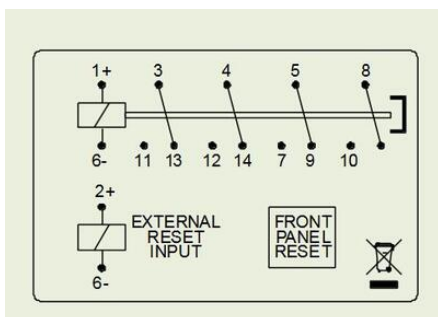 1+ 3 4 5 8
6- 11 13 12 14 7 9 10
2+
EXTERNAL
RESET
INPUT
FRONT
PANEL
RESET
6-